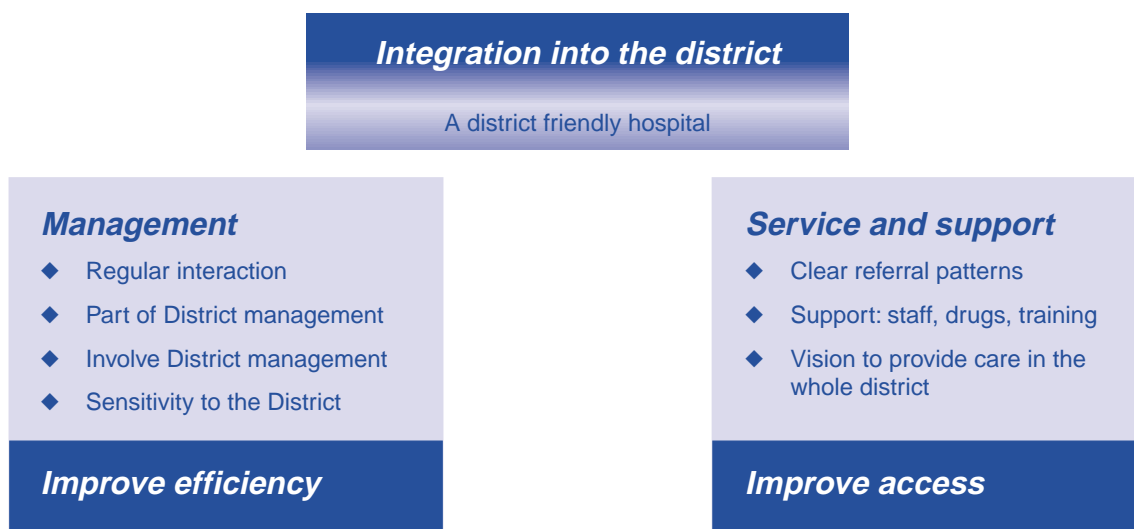 Integration into the district
A district friendly hospital
Management
◆ Regular interaction
◆ Part of District management
◆ Involve District management
◆ Sensitivity to the District
Improve efficiency
Service and support
◆ Clear referral patterns
◆ Support: staff, drugs, training
◆ Vision to provide care in the
whole district
Improve access